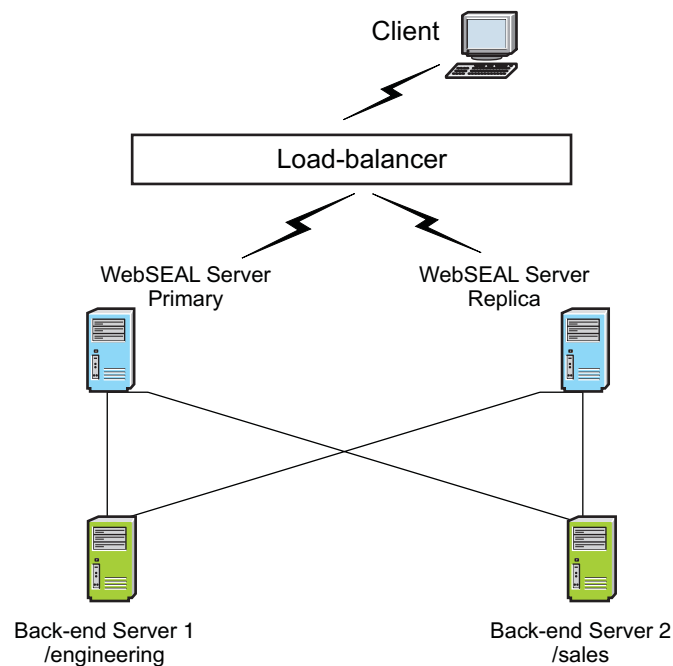 Client
Load-balancer
WebSEAL Server
Primary
WebSEAL Server
Replica
Back-end Server 1
/engineering
Back-end Server 2
/sales